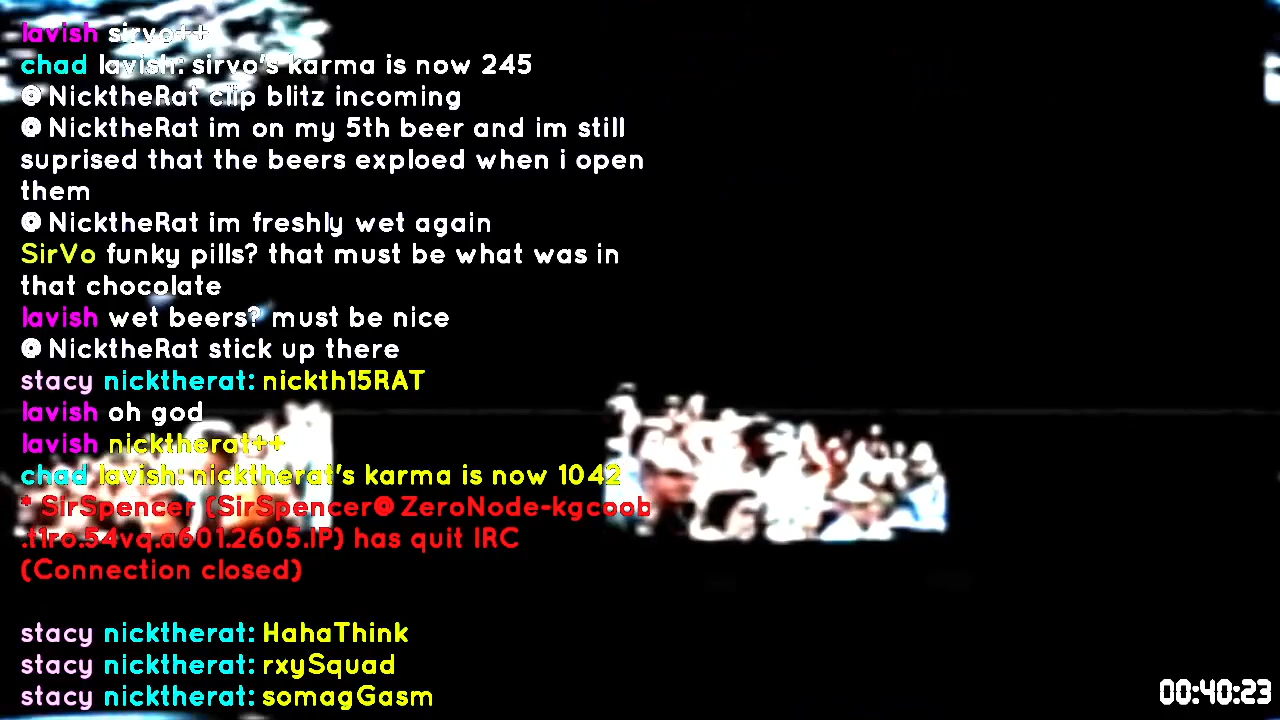 lavish sirvo++
chad lavish: sirvo's karma is now 245
@NicktheRat clip blitz incoming
@NicktheRat im on my 5th beer and im still
suprised that the beers exploed when i open
them
@NicktheRat im freshly wet again
SirVo funky pills? that must be what was in
that chocolate
lavish wet beers? must be nice
@NicktheRat stick up there
stacy nicktherat: nickth15RAT
lavish oh god
lavish nicktherat++
chad lavish: nicktherat's karma is now 1042
* SirSpencer (SirSpencer@ZeroNode-kgcoob
.t1ro.54vq.a601.2605.IP) has quit IRC
(Connection closed)
stacy nicktherat: HahaThink
stacy nicktherat: rxySquad
stacy nicktherat: somagGasm
00:40:23